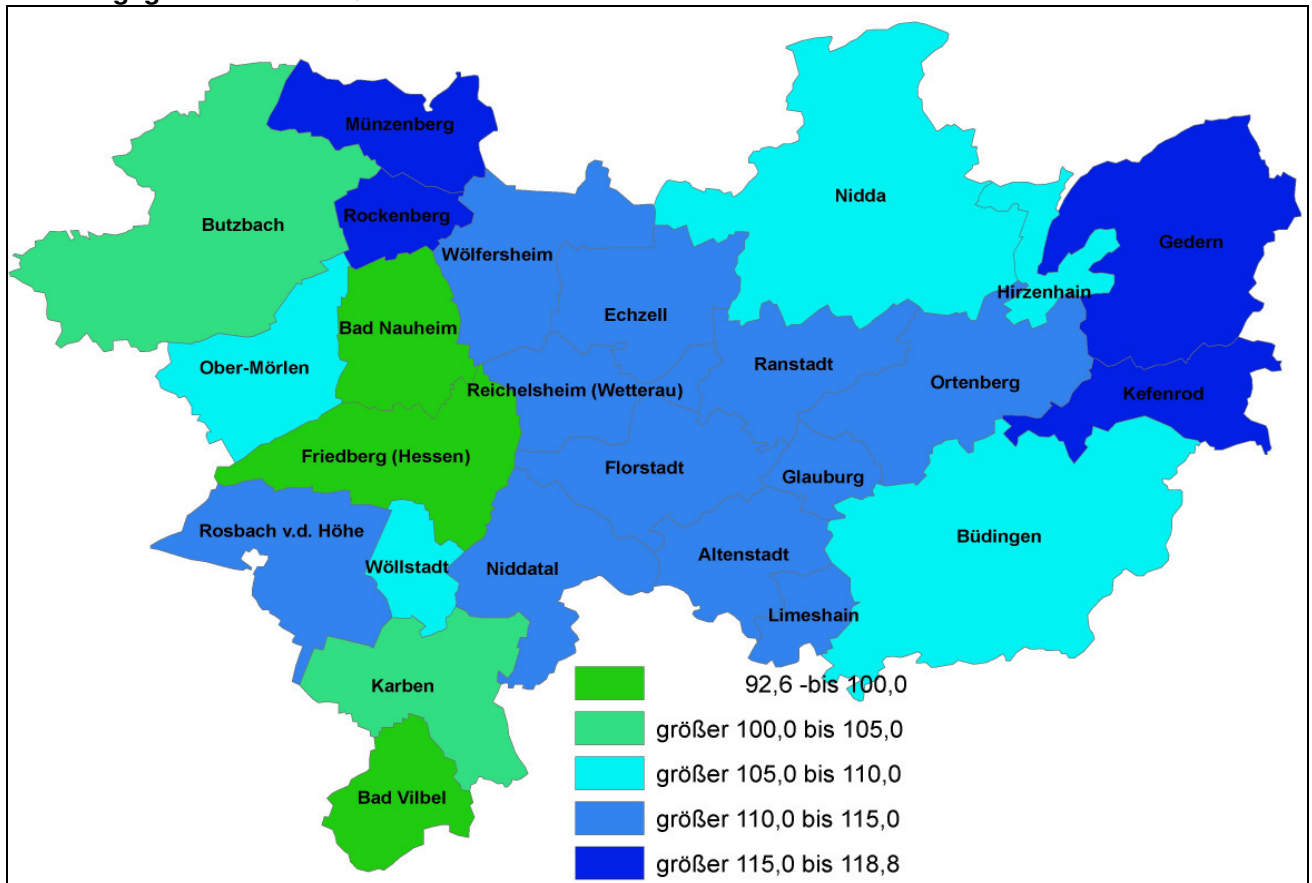 Münzenberg
Nidda
Rockenberg
Butzbach
Gedern
Wölfersheim
Hirzenhain
Echzell
Bad Nauheim
Ober-Mörlen
Ranstadt
Ortenberg
Reichelsheim (Wetterau)
Kefenrod
Friedberg (Hessen)
Florstadt
Glauburg
Rosbach v.d. Höhe
Büdingen
Altenstadt
Wöllstadt
Niddatal
Limeshain
Karben
Bad Vilbel
92,6 -bis 100,0
größer 100,0 bis 105,0
größer 105,0 bis 110,0
größer 110,0 bis 115,0
größer 115,0 bis 118,8